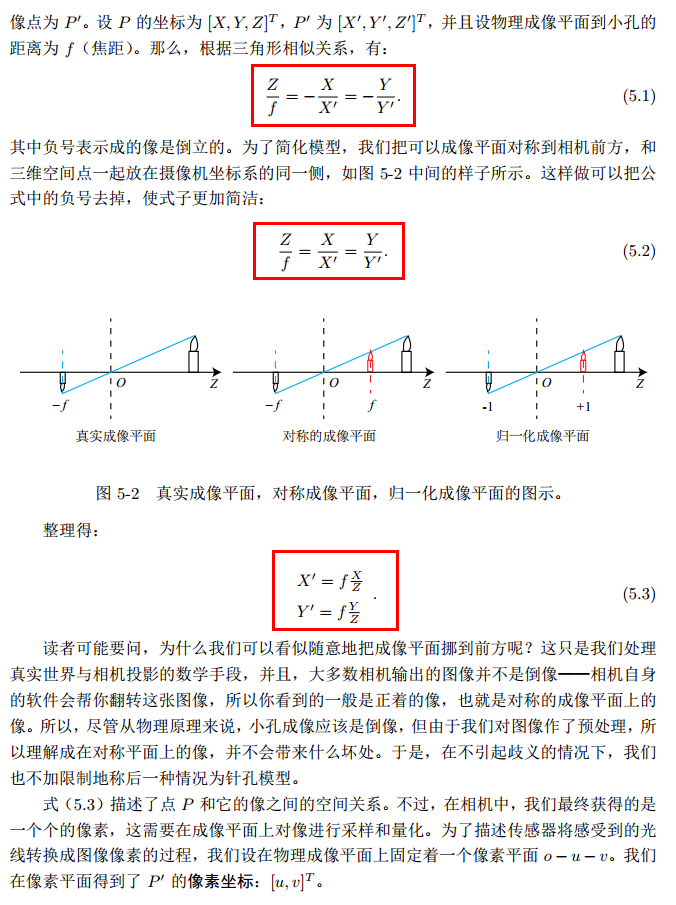 像点为 P′。设 P 的坐标为 [X, Y, Z]^T，P′ 为 [X′, Y′, Z′]^T，并且设物理成像平面到小孔的
距离为 f（焦距）。那么，根据三角形相似关系，有：
Z/f = −X/X′ = −Y/Y′. (5.1)
其中负号表示成的像是倒立的。为了简化模型，我们把可以成像平面对称到相机前方，和
三维空间点一起放在摄像机坐标系的同一侧，如图 5-2 中间的样子所示。这样做可以把公
式中的负号去掉，使式子更加简洁：
Z/f = X/X′ = Y/Y′. (5.2)
O Z O Z O Z
−f −f f -1 +1
真实成像平面 对称的成像平面 归一化成像平面
图 5-2 真实成像平面，对称成像平面，归一化成像平面的图示。
整理得：
X′ = f X/Z
Y′ = f Y/Z . (5.3)
读者可能要问，为什么我们可以看似随意地把成像平面挪到前方呢？这只是我们处理
真实世界与相机投影的数学手段，并且，大多数相机输出的图像并不是倒像——相机自身
的软件会帮你翻转这张图像，所以你看到的一般是正着的像，也就是对称的成像平面上的
像。所以，尽管从物理原理来说，小孔成像应该是倒像，但由于我们对图像作了预处理，所
以理解成在对称平面上的像，并不会带来什么坏处。于是，在不引起歧义的情况下，我们
也不加限制地称后一种情况为针孔模型。
式（5.3）描述了点 P 和它的像之间的空间关系。不过，在相机中，我们最终获得的是
一个个的像素，这需要在成像平面上对像进行采样和量化。为了描述传感器将感受到的光
线转换成图像像素的过程，我们设在物理成像平面上固定着一个像素平面 o − u − v。我们
在像素平面得到了 P′ 的像素坐标：[u, v]^T。